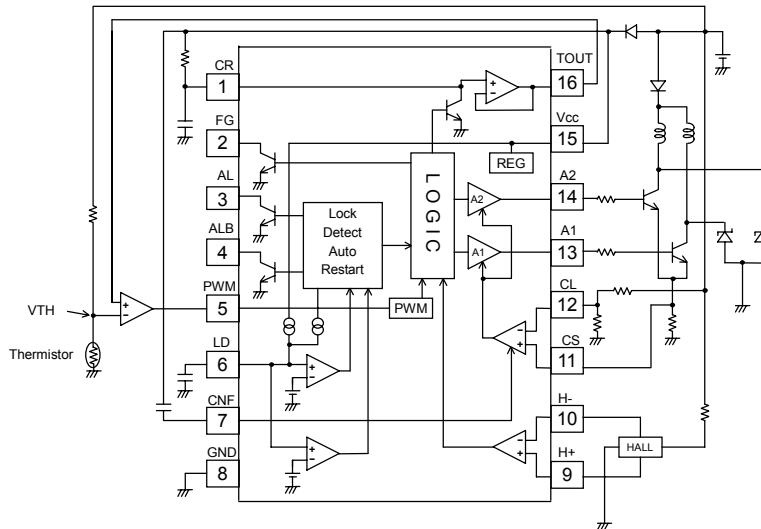 CR
1
FG
2
AL
3
ALB
4
PWM
5
LD
6
CNF
7
GND
8
VTH
Thermistor
+
−
Lock
Detect
Auto
Restart
LOGIC
PWM
REG
A2
A1
+
−
+
−
+
−
−
+
−
+
TOUT
16
Vcc
15
A2
14
A1
13
CL
12
CS
11
H-
10
H+
9
HALL